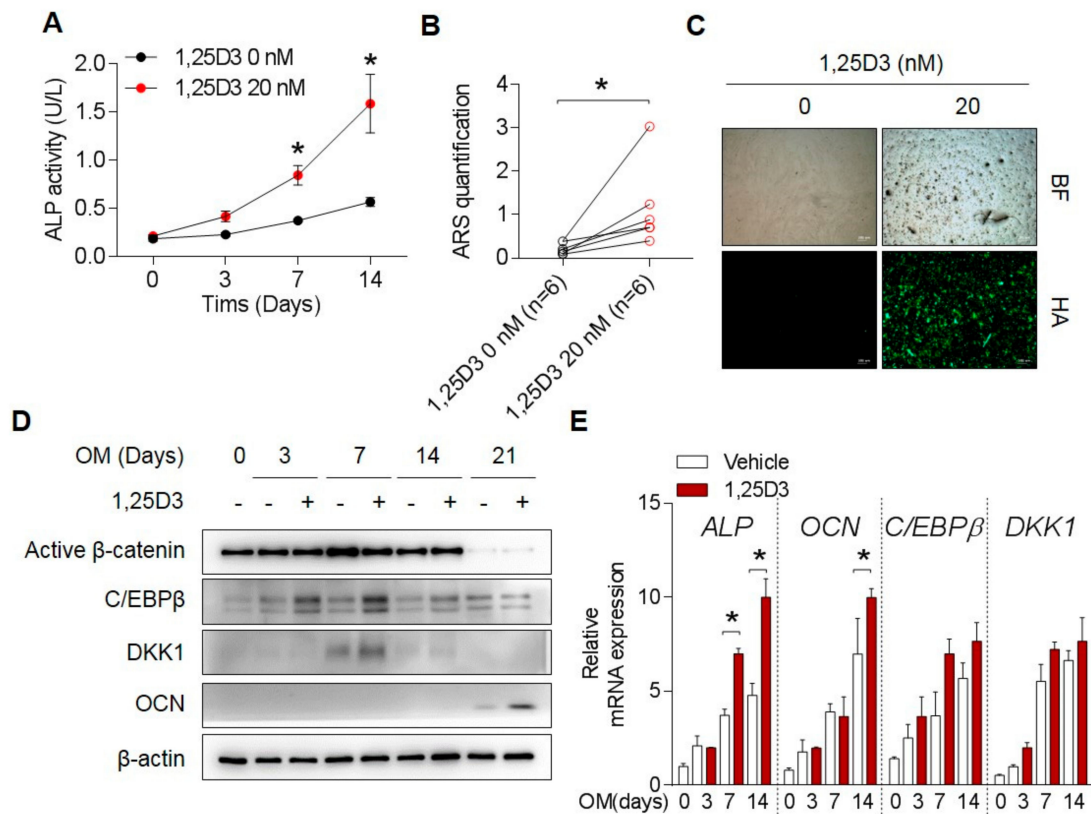 A
1,25D3 0 nM
1,25D3 20 nM
ALP activity (U/L)
2.0
1.5
1.0
0.5
0.0
*
*
0 3 7 14
Tims (Days)
B
ARS quantification
4
3
2
1
0
*
1,25D3 0 nM (n=6)
1,25D3 20 nM (n=6)
C
1,25D3 (nM)
0 20
BF
HA
D
OM (Days) 0 3 7 14 21
1,25D3 - - + - + - + - +
Active β-catenin
C/EBPβ
DKK1
OCN
β-actin
E
Vehicle
1,25D3
Relative
mRNA expression
15
10
5
0
ALP OCN C/EBPβ DKK1
* * *
OM(days) 0 3 7 14 0 3 7 14 0 3 7 14 0 3 7 14